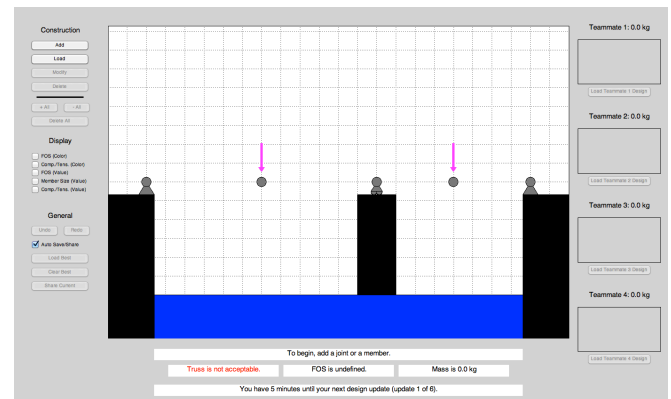 Construction
Add
Load
Modify
Delete
+ All
- All
Delete All
Display
FOS (Color)
Comp./Tens. (Color)
FOS (Value)
Member Size (Value)
Comp./Tens. (Value)
General
Undo
Redo
Auto Save/Share
Load Best
Clear Best
Share Current
To begin, add a joint or a member.
Truss is not acceptable.
FOS is undefined.
Mass is 0.0 kg
You have 5 minutes until your next design update (update 1 of 6).
Teammate 1: 0.0 kg
Load Teammate 1 Design
Teammate 2: 0.0 kg
Load Teammate 2 Design
Teammate 3: 0.0 kg
Load Teammate 3 Design
Teammate 4: 0.0 kg
Load Teammate 4 Design